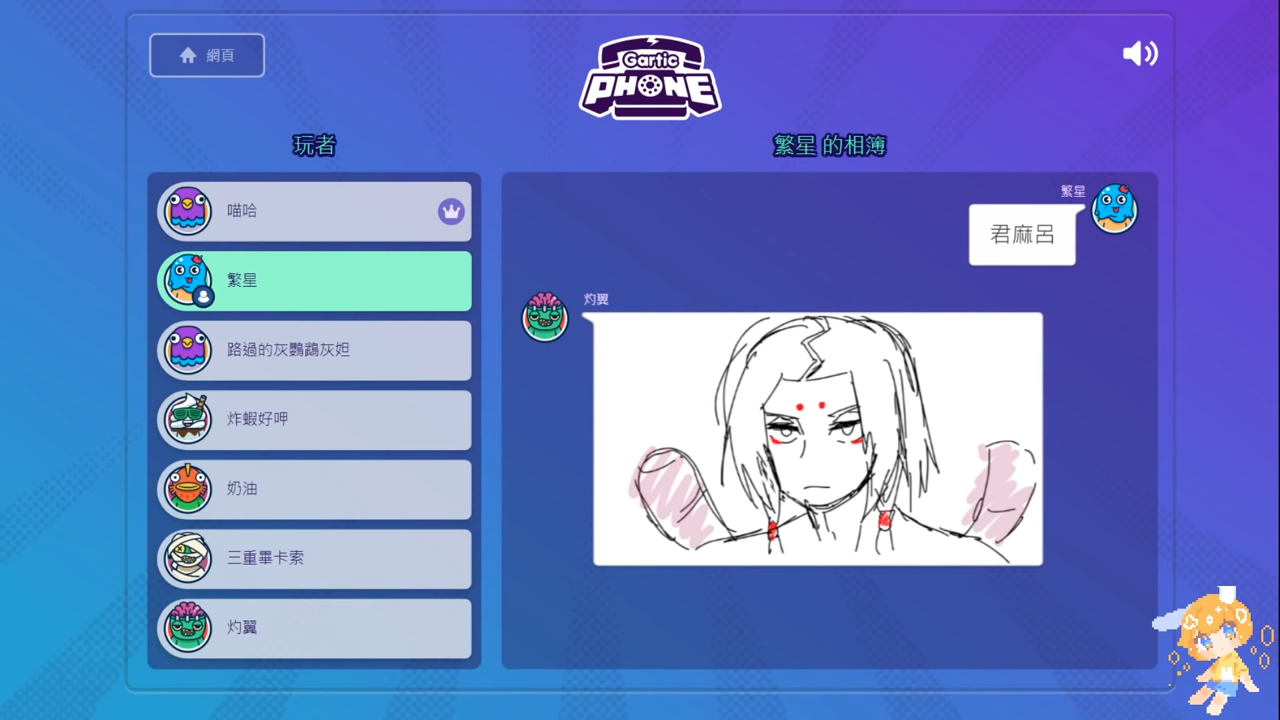 網頁
Gartic
PHONE
玩者
喵哈
繁星
路過的灰鸚鵡灰妲
炸蝦好呷
奶油
三重畢卡索
灼翼
繁星 的相簿
繁星
君麻呂
灼翼